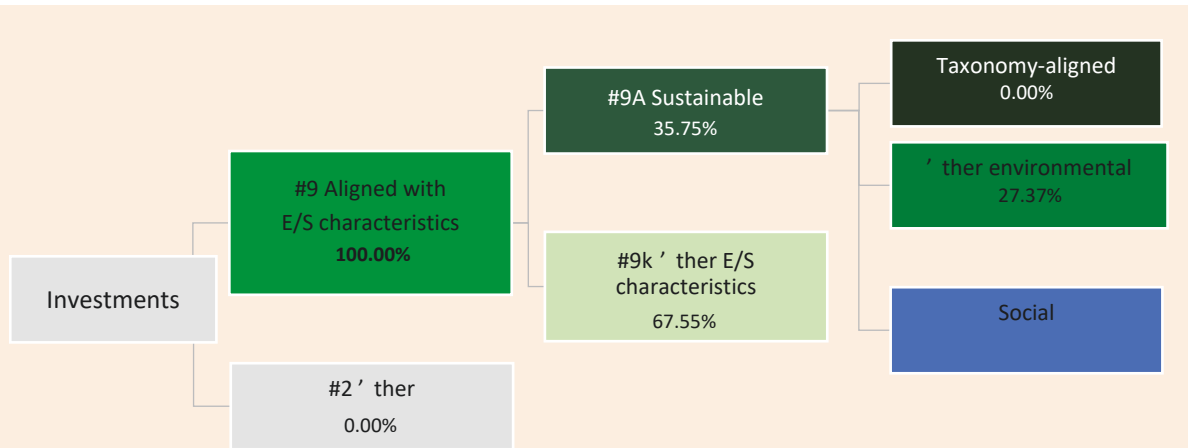 Investments
#9 Aligned with
E/S characteristics
100.00%
#2 ’ ther
0.00%
#9A Sustainable
35.75%
#9k ’ ther E/S
characteristics
67.55%
Taxonomy-aligned
0.00%
’ ther environmental
27.37%
Social